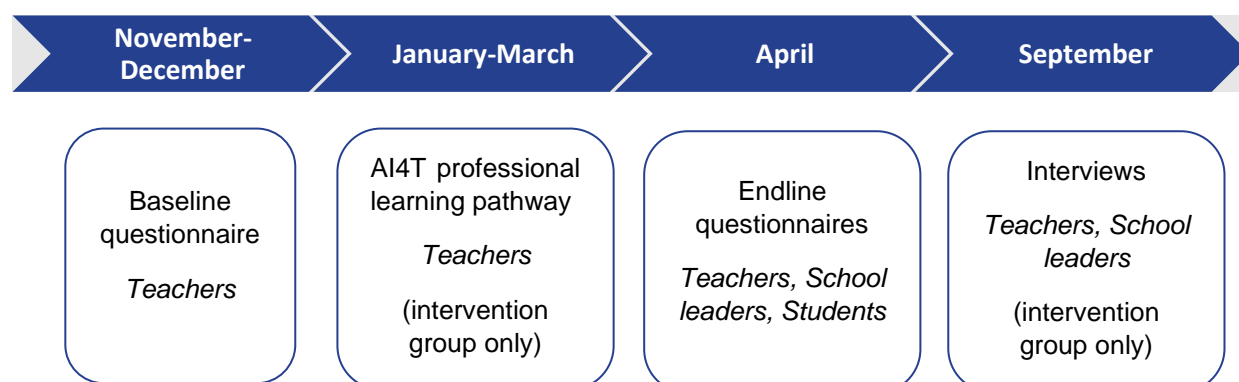 November-
December
January-March
April
September
Baseline
questionnaire
Teachers
AI4T professional
learning pathway
Teachers
(intervention
group only)
Endline
questionnaires
Teachers, School
leaders, Students
Interviews
Teachers, School
leaders
(intervention
group only)